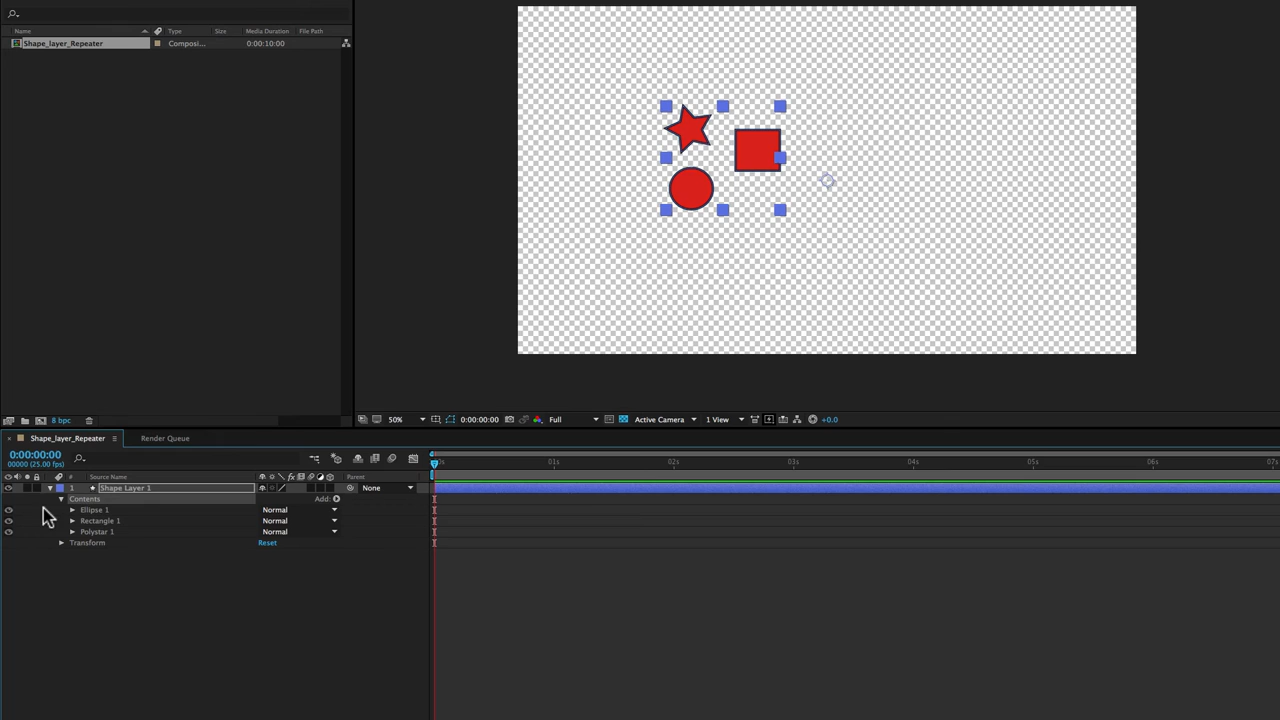 Name Type Size Media Duration File Path
Shape_layer_Repeater Composi... 0:00:10:00
8 bpc
50% 0:00:00:00 Full Active Camera 1 View +0.0
Shape_layer_Repeater Render Queue
0:00:00:00
00000 (25.00 fps)
0s 01s 02s 03s 04s 05s 06s 07s
Source Name Parent
1 Shape Layer 1 None
Contents Add:
Ellipse 1 Normal
Rectangle 1 Normal
Polystar 1 Normal
Transform Reset